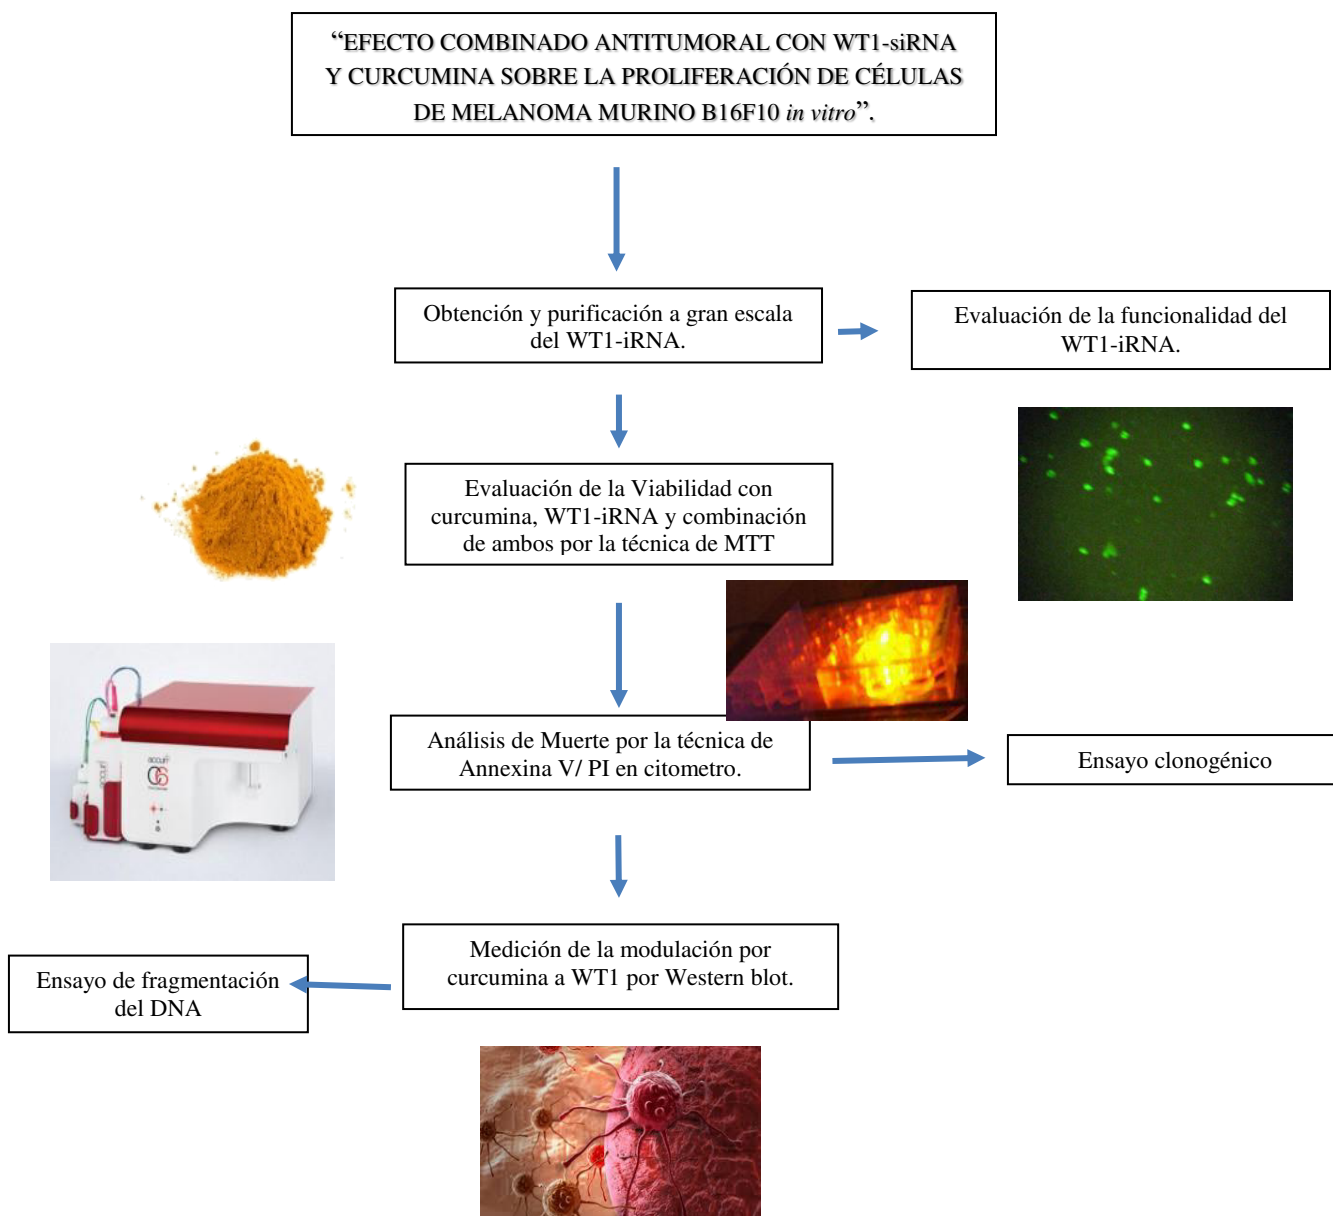 “EFECTO COMBINADO ANTITUMORAL CON WT1-siRNA
Y CURCUMINA SOBRE LA PROLIFERACIÓN DE CÉLULAS
DE MELANOMA MURINO B16F10 in vitro”.
Obtención y purificación a gran escala
del WT1-iRNA.
Evaluación de la funcionalidad del
WT1-iRNA.
Evaluación de la Viabilidad con
curcumina, WT1-iRNA y combinación
de ambos por la técnica de MTT
accuri
C6
Análisis de Muerte por la técnica de
Annexina V/ PI en citometro.
Ensayo clonogénico
Medición de la modulación por
curcumina a WT1 por Western blot.
Ensayo de fragmentación
del DNA